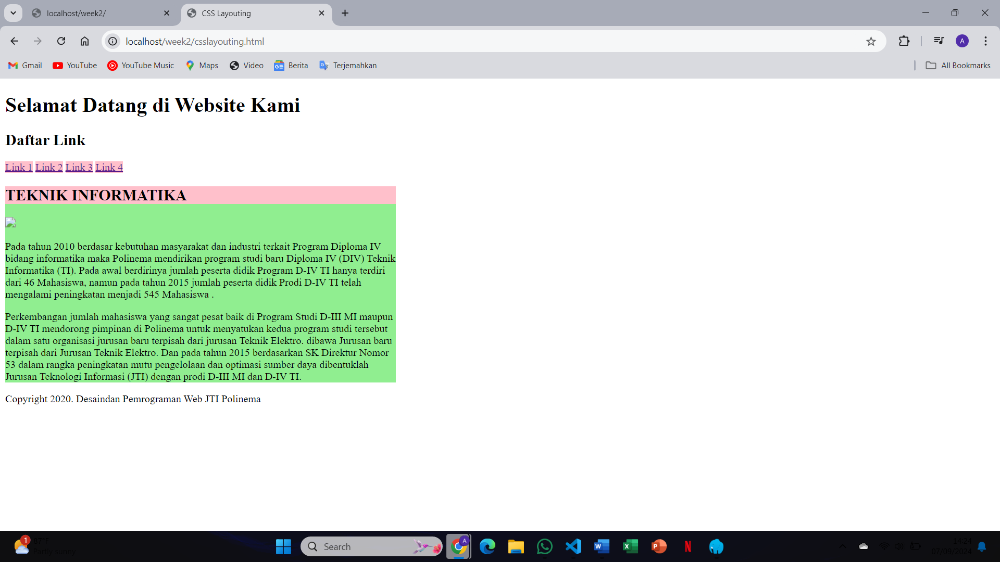 localhost/week2/
CSS Layouting
localhost/week2/csslayouting.html
A
Gmail
YouTube
YouTube Music
Maps
Video
Berita
Terjemahkan
All Bookmarks
Selamat Datang di Website Kami
Daftar Link
Link 1 Link 2 Link 3 Link 4
TEKNIK INFORMATIKA
Pada tahun 2010 berdasar kebutuhan masyarakat dan industri terkait Program Diploma IV
bidang informatika maka Polinema mendirikan program studi baru Diploma IV (DIV) Teknik
Informatika (TI). Pada awal berdirinya jumlah peserta didik Program D-IV TI hanya terdiri
dari 46 Mahasiswa, namun pada tahun 2015 jumlah peserta didik Prodi D-IV TI telah
mengalami peningkatan menjadi 545 Mahasiswa .
Perkembangan jumlah mahasiswa yang sangat pesat baik di Program Studi D-III MI maupun
D-IV TI mendorong pimpinan di Polinema untuk menyatukan kedua program studi tersebut
dalam satu organisasi jurusan baru terpisah dari jurusan Teknik Elektro. dibawa Jurusan baru
terpisah dari Jurusan Teknik Elektro. Dan pada tahun 2015 berdasarkan SK Direktur Nomor
53 dalam rangka peningkatan mutu pengelolaan dan optimasi sumber daya dibentuklah
Jurusan Teknologi Informasi (JTI) dengan prodi D-III MI dan D-IV TI.
Copyright 2020. Desaindan Pemrograman Web JTI Polinema
1
87°F
Partly sunny
Search
A
14:24
07/09/2024